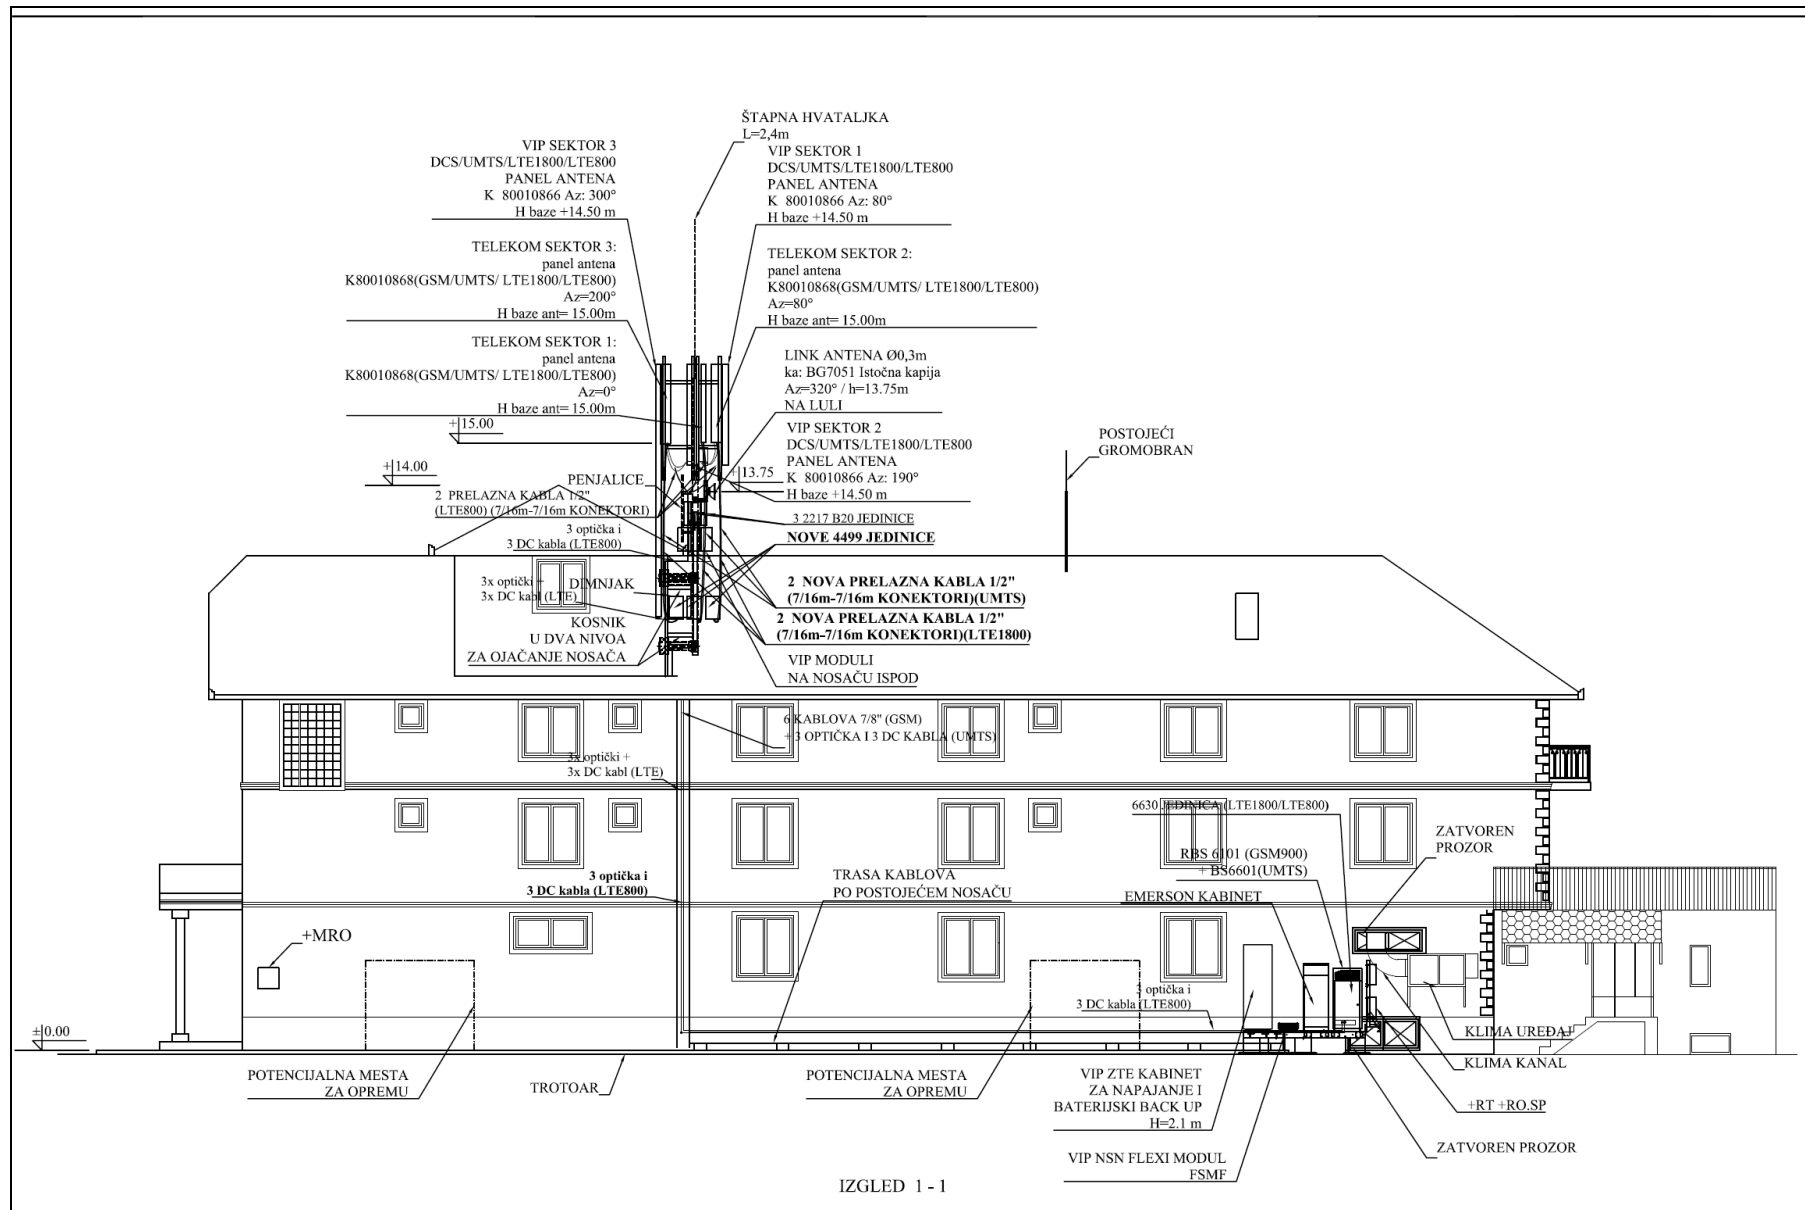 ŠTAPNA HVATALJKA
L=2,4m
VIP SEKTOR 3
DCS/UMTS/LTE1800/LTE800
PANEL ANTENA
K 80010866 Az: 300°
H baze +14.50 m
VIP SEKTOR 1
DCS/UMTS/LTE1800/LTE800
PANEL ANTENA
K 80010866 Az: 80°
H baze +14.50 m
TELEKOM SEKTOR 3:
panel antena
K80010868(GSM/UMTS/ LTE1800/LTE800)
Az=200°
H baze ant= 15.00m
TELEKOM SEKTOR 2:
panel antena
K80010868(GSM/UMTS/ LTE1800/LTE800)
Az=80°
H baze ant= 15.00m
TELEKOM SEKTOR 1:
panel antena
K80010868(GSM/UMTS/ LTE1800/LTE800)
Az=0°
H baze ant= 15.00m
LINK ANTENA Ø0,3m
ka: BG7051 Istočna kapija
Az=320° / h=13.75m
NA LULI
+15.00
VIP SEKTOR 2
DCS/UMTS/LTE1800/LTE800
PANEL ANTENA
K 80010866 Az: 190°
H baze +14.50 m
POSTOJEĆI
GROMOBRAN
+14.00
+13.75
PENJALICE
2 PRELAZNA KABLA 1/2"
(LTE800) (7/16m-7/16m KONEKTORI)
3 2217 B20 JEDINICE
3 optička i
3 DC kabla (LTE800)
NOVE 4499 JEDINICE
3x optički +
3x DC kabl (LTE)
DIMNJAK
2 NOVA PRELAZNA KABLA 1/2"
(7/16m-7/16m KONEKTORI)(UMTS)
KOSNIK
U DVA NIVOA
ZA OJAČANJE NOSAČA
2 NOVA PRELAZNA KABLA 1/2"
(7/16m-7/16m KONEKTORI)(LTE1800)
VIP MODULI
NA NOSAČU ISPOD
6 KABLOVA 7/8" (GSM)
+ 3 OPTIČKA I 3 DC KABLA (UMTS)
3x optički +
3x DC kabl (LTE)
6630 JEDINICA (LTE1800/LTE800)
ZATVOREN
PROZOR
RBS 6101 (GSM900)
+ BS6601(UMTS)
3 optička i
3 DC kabla (LTE800)
TRASA KABLOVA
PO POSTOJEĆEM NOSAČU
EMERSON KABINET
+MRO
3 optička i
3 DC kabla (LTE800)
±0.00
KLIMA UREĐAJ
KLIMA KANAL
POTENCIJALNA MESTA
ZA OPREMU
TROTOAR
POTENCIJALNA MESTA
ZA OPREMU
VIP ZTE KABINET
ZA NAPAJANJE I
BATERIJSKI BACK UP
H=2.1 m
+RT +RO.SP
ZATVOREN PROZOR
VIP NSN FLEXI MODUL
FSMF
IZGLED 1 - 1